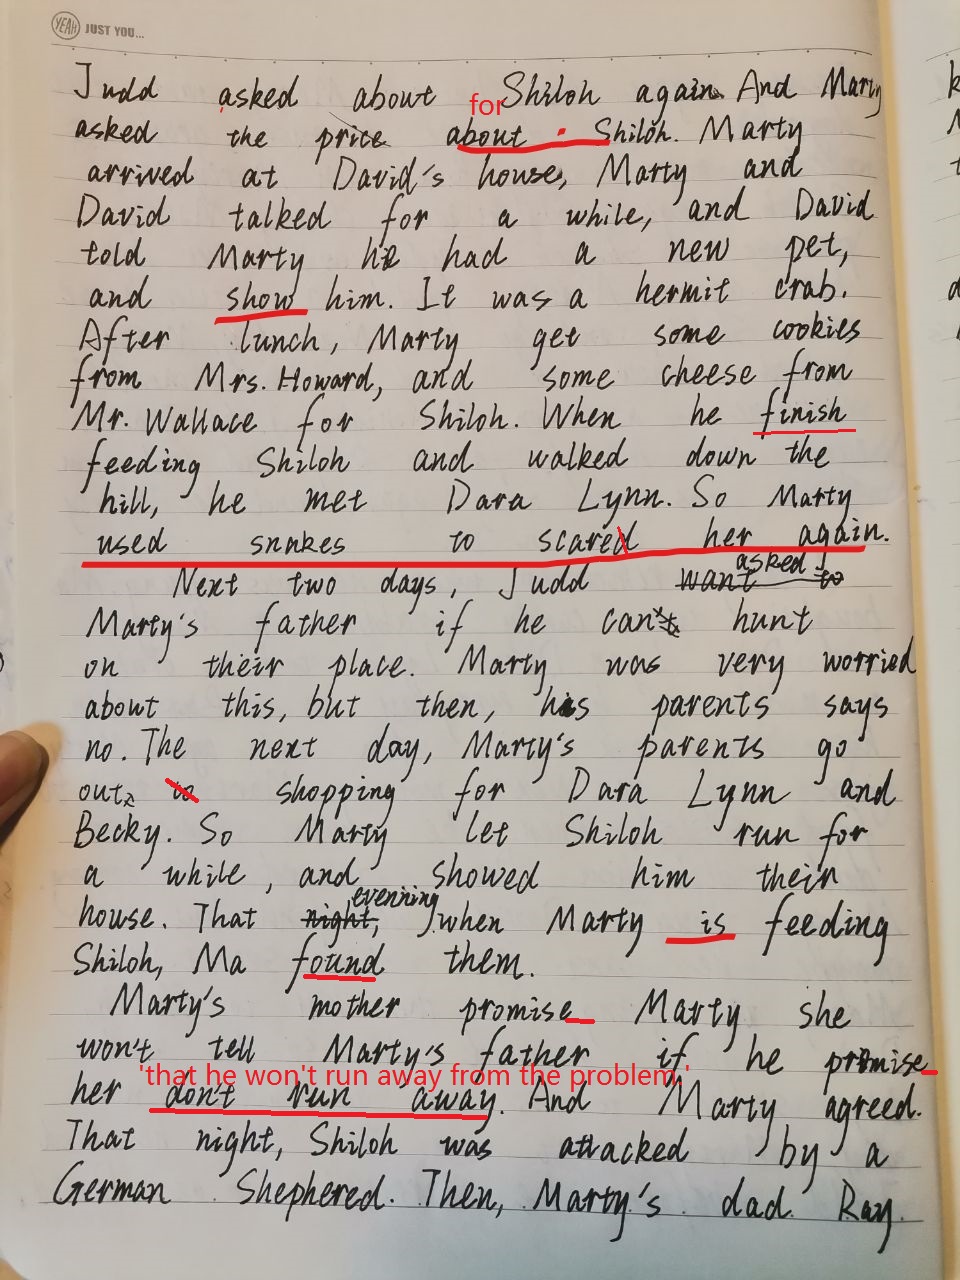 YEAH JUST YOU...
Judd asked about Shiloh again. And Marty
for
asked the price about Shiloh. Marty
arrived at David's house, Marty and
David talked for a while, and David
told Marty he had a new pet,
and show him. It was a hermit crab.
After lunch, Marty get some cookies
from Mrs. Howard, and some cheese from
Mr. Wallace for Shiloh. When he finish
feeding Shiloh and walked down the
hill, he met Dara Lynn. So Marty
used snakes to scared her again.
asked
Next two days, Judd want to
Marty's father if he can't hunt
on their place. Marty was very worried
about this, but then, his parents says
no. The next day, Marty's parents go
out to shopping for Dara Lynn and
Becky. So Marty let Shiloh run for
a while, and showed him their
evenning
house. That night, when Marty is feeding
Shiloh, Ma found them.
Marty's mother promise Marty she
won't tell Marty's father if he promise
'that he won't run away from the problem.'
her don't run away. And Marty agreed.
That night, Shiloh was attacked by a
German Shephered. Then, Marty's dad Ray